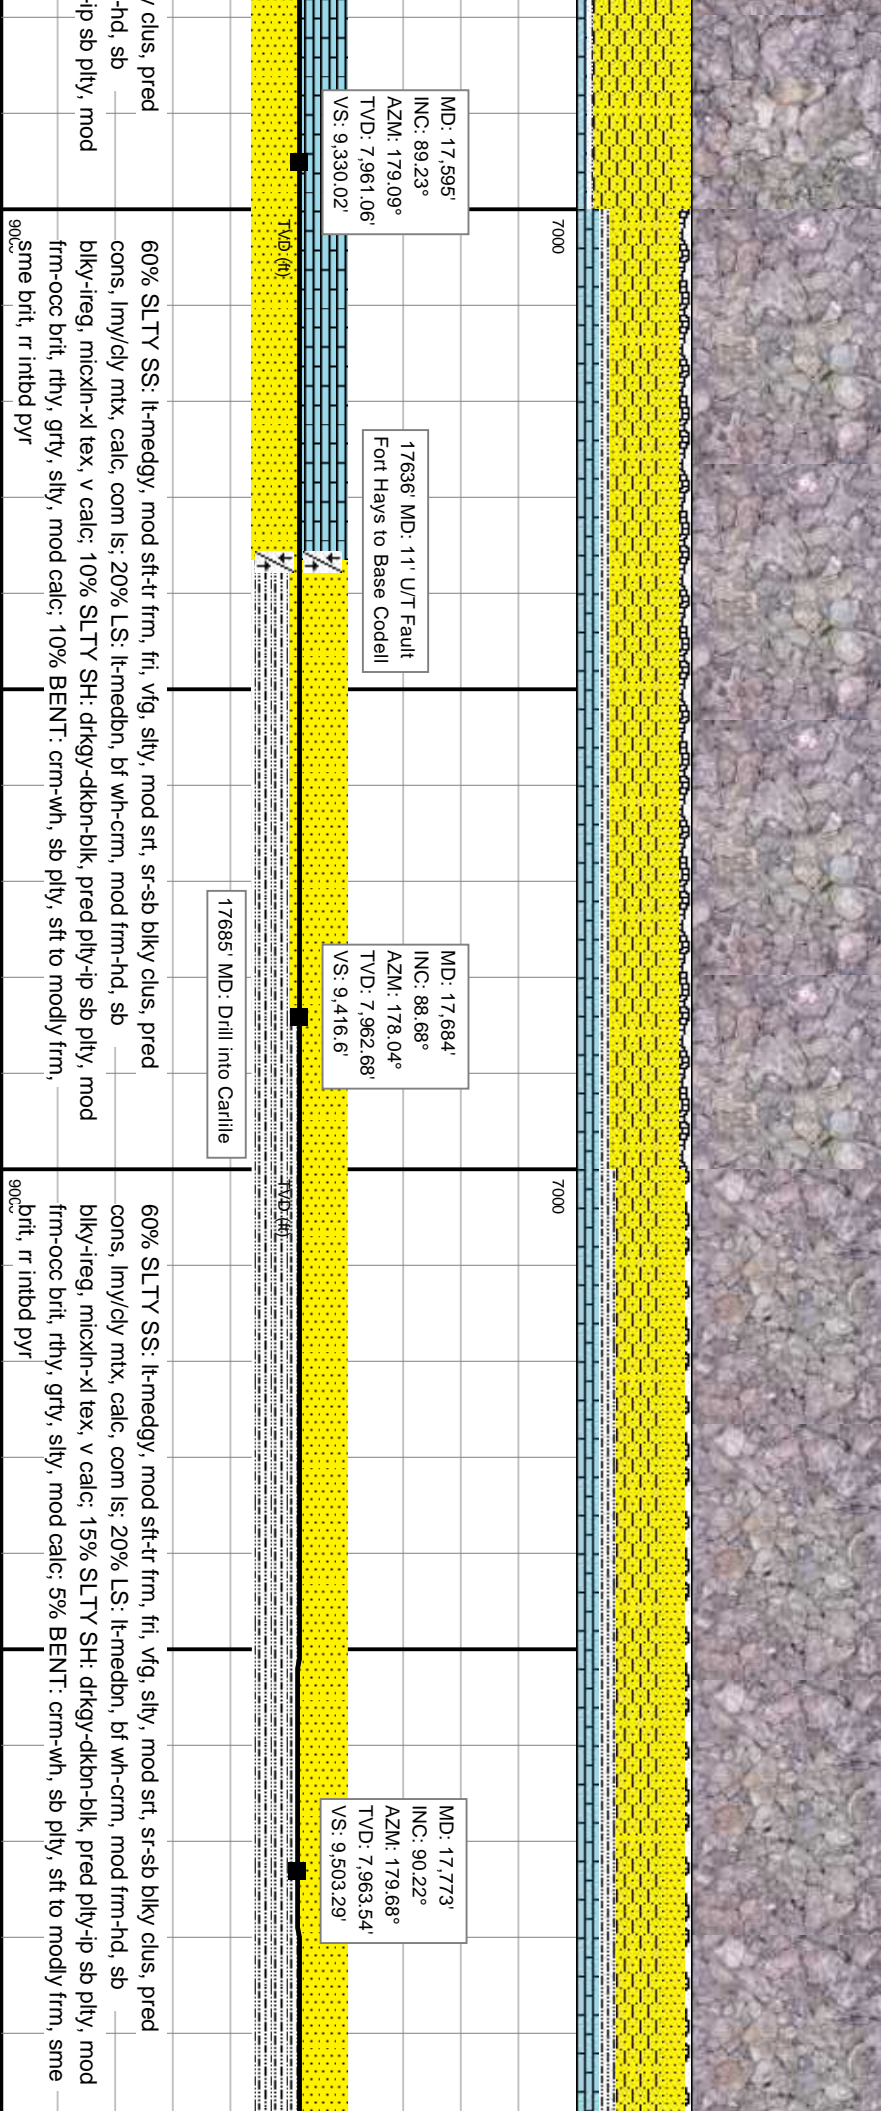 / clus, pred
-hd, sb
-ip sb plty, mod
MD: 17,595'
INC: 89.23°
AZM: 179.09°
TVD: 7,961.06'
VS: 9,330.02'
7000
TVD (ft)
900
17636' MD: 11' U/T Fault
Fort Hays to Base Codell
60% SLTY SS: lt-medgy, mod sft-tr frm, fri, vfg, slty, mod srt, sr-sb blky clus, pred
cons, lmy/cly mtx, calc, com ls; 20% LS: lt-medbn, bf wh-crm, mod frm-hd, sb
blky-ireg, micxln-xl tex, v calc; 10% SLTY SH: drkgy-dkbn-blk, pred plty-ip sb plty, mod
frm-occ brit, rthy, grty, slty, mod calc; 10% BENT: crm-wh, sb plty, sft to modly frm,
sme brit, rr intbd pyr
MD: 17,684'
INC: 88.68°
AZM: 178.04°
TVD: 7,962.68'
VS: 9,416.6'
17685' MD: Drill into Carlile
7000
TVD (ft)
900
60% SLTY SS: lt-medgy, mod sft-tr frm, fri, vfg, slty, mod srt, sr-sb blky clus, pred
cons, lmy/cly mtx, calc, com ls; 20% LS: lt-medbn, bf wh-crm, mod frm-hd, sb
blky-ireg, micxln-xl tex, v calc; 15% SLTY SH: drkgy-dkbn-blk, pred plty-ip sb plty, mod
frm-occ brit, rthy, grty, slty, mod calc; 5% BENT: crm-wh, sb plty, sft to modly frm, sme
brit, rr intbd pyr
MD: 17,773'
INC: 90.22°
AZM: 179.68°
TVD: 7,963.54'
VS: 9,503.29'